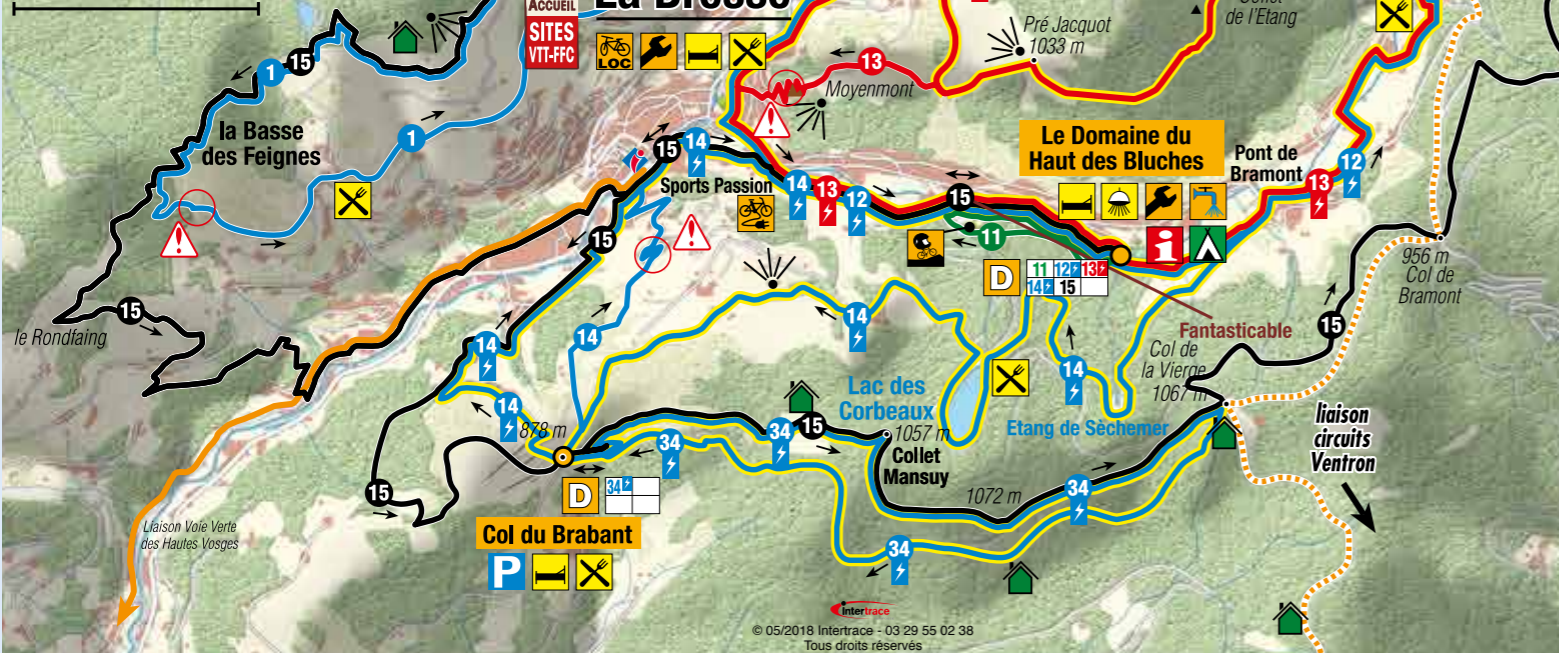 ACCUEIL
SITES
VTT-FFC
La Bresse
LOC
de l'Etang
Pré Jacquot
1033 m
13
Moyenmont
1
15
la Basse
des Feignes
1
15
14
Sports Passion
14
13
12
15
11
Le Domaine du
Haut des Bluches
Pont de
Bramont
13
12
i
D
11 12 13
14 15
956 m
Col de
Bramont
Fantasticable
15
le Rondfaing
15
15
14
14
14
14
14
Col de
la Vierge
1067 m
Lac des
Corbeaux
Etang de Sèchemer
878 m
34
34
15
1057 m
Collet
Mansuy
liaison
circuits
Ventron
15
D
34
1072 m
34
Liaison Voie Verte
des Hautes Vosges
Col du Brabant
P
34
Intertrace
© 05/2018 Intertrace - 03 29 55 02 38
Tous droits réservés